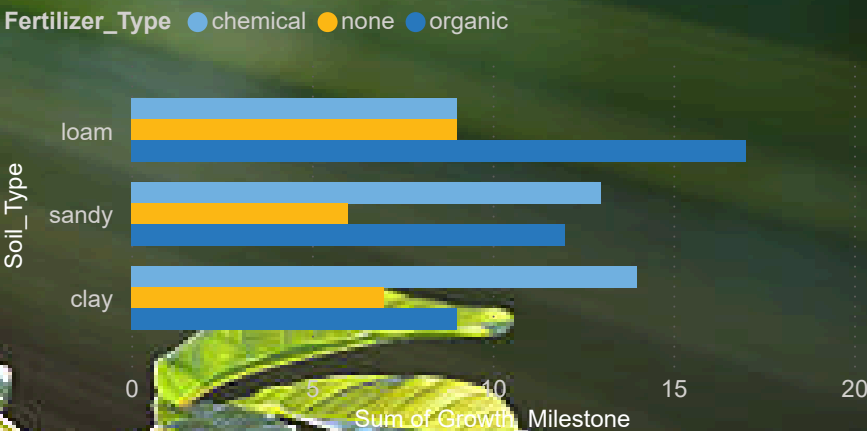 Fertilizer_Type chemical none organic
loam
sandy
clay
Soil_Type
0 5 10 15 20
Sum of Growth_Milestone